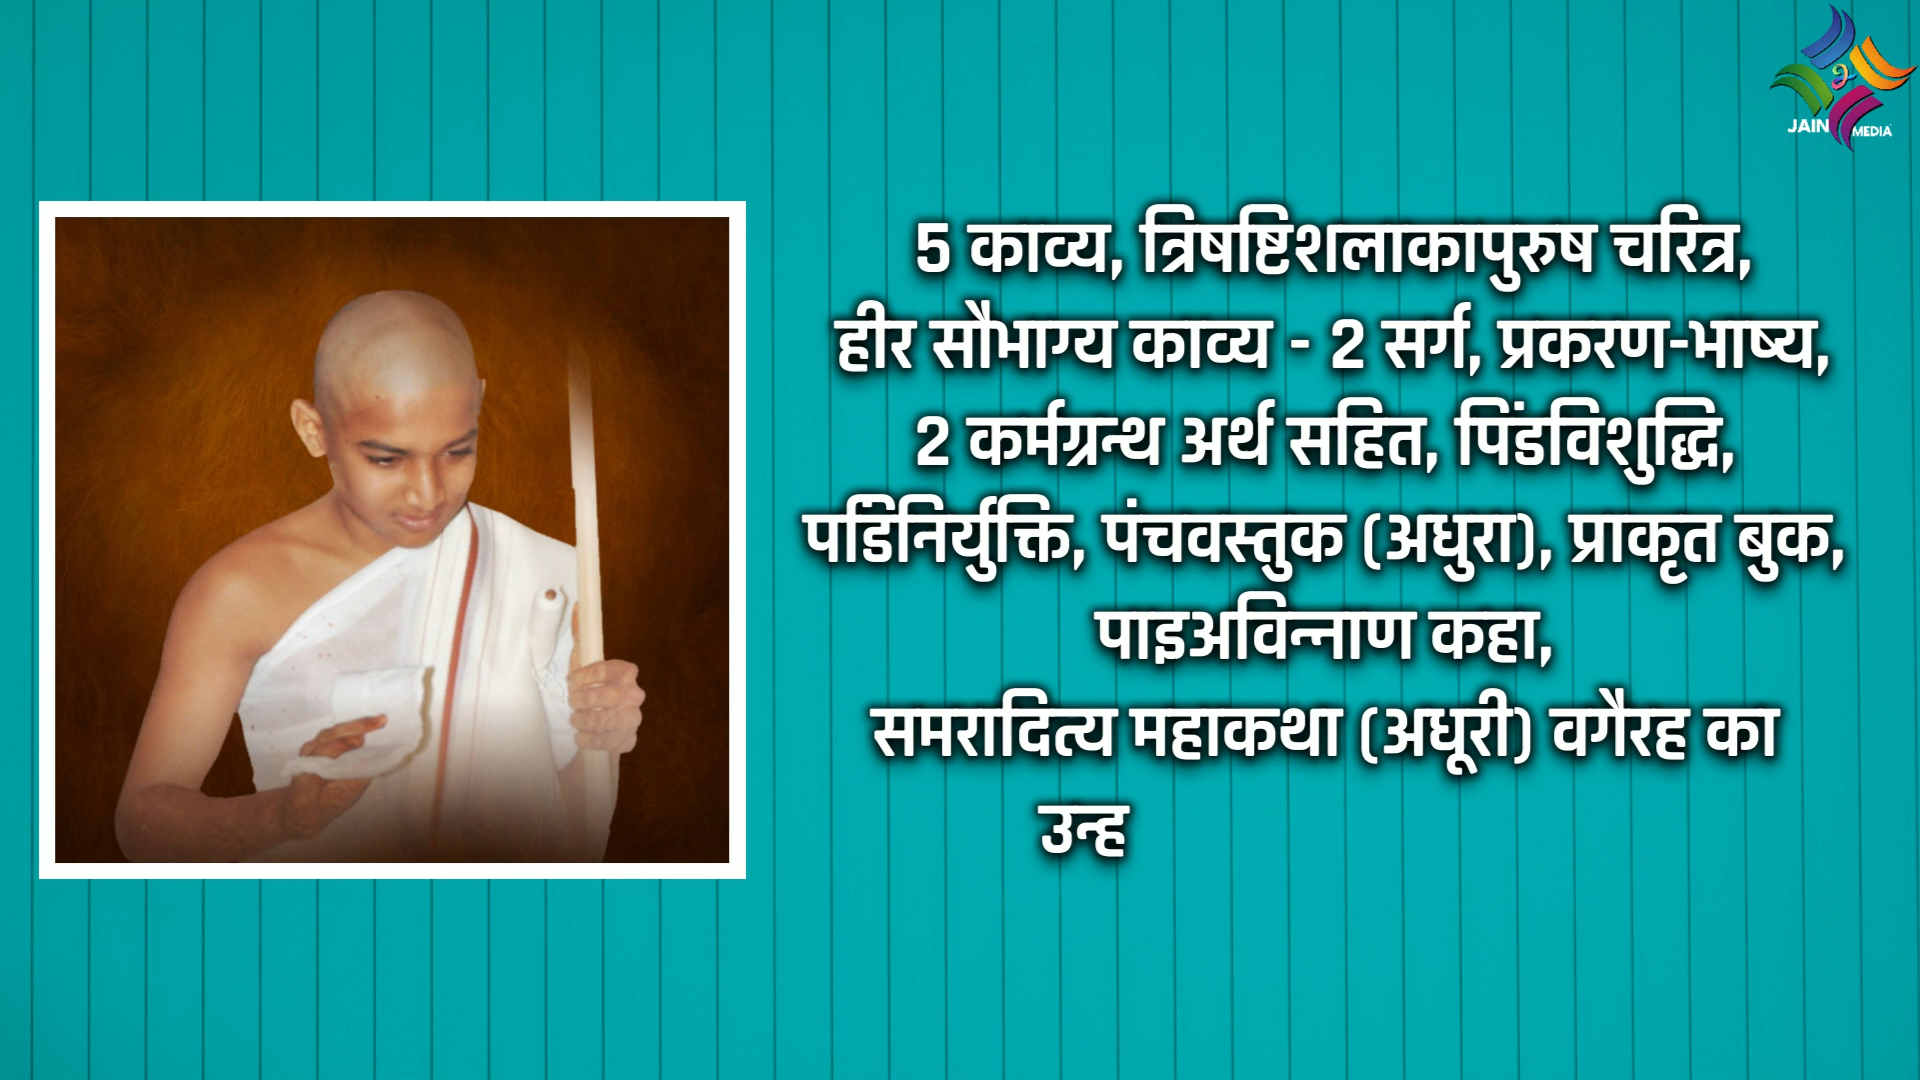 JAIN MEDIA
5 काव्य, त्रिषष्टिशलाकापुरुष चरित्र,
हीर सौभाग्य काव्य - 2 सर्ग, प्रकरण-भाष्य,
2 कर्मग्रन्थ अर्थ सहित, पिंडविशुद्धि,
पिंडनिर्युक्ति, पंचवस्तुक (अधुरा), प्राकृत बुक,
पाइअविन्नाण कहा,
समरादित्य महाकथा (अधूरी) वगैरह का
उन्ह